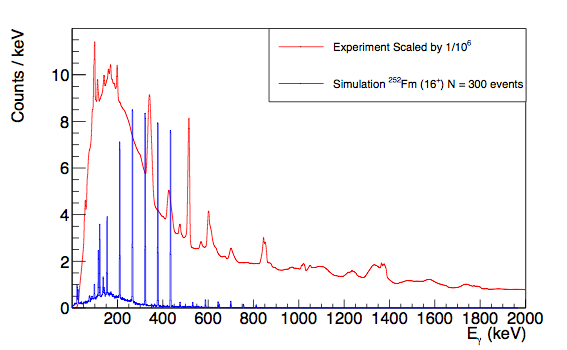 Counts / keV
10
8
6
4
2
0
Experiment Scaled by 1/10⁶
Simulation ²⁵²Fm (16⁺) N = 300 events
200 400 600 800 1000 1200 1400 1600 1800 2000
Eᵧ (keV)